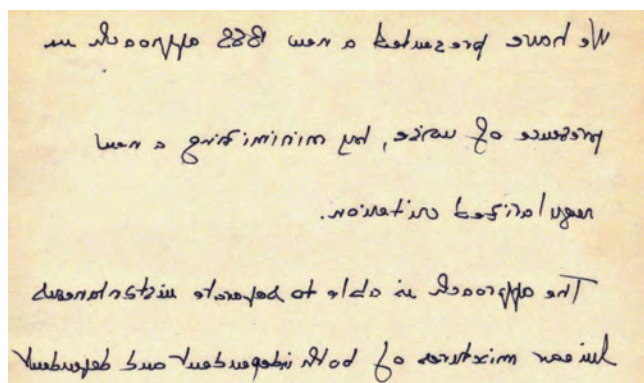 We have presented a new BSS approach in
presence of noise, by minimizing a new
regularized criterion.
The approach is able to separate instantaneous
linear mixtures of both independent and dependent